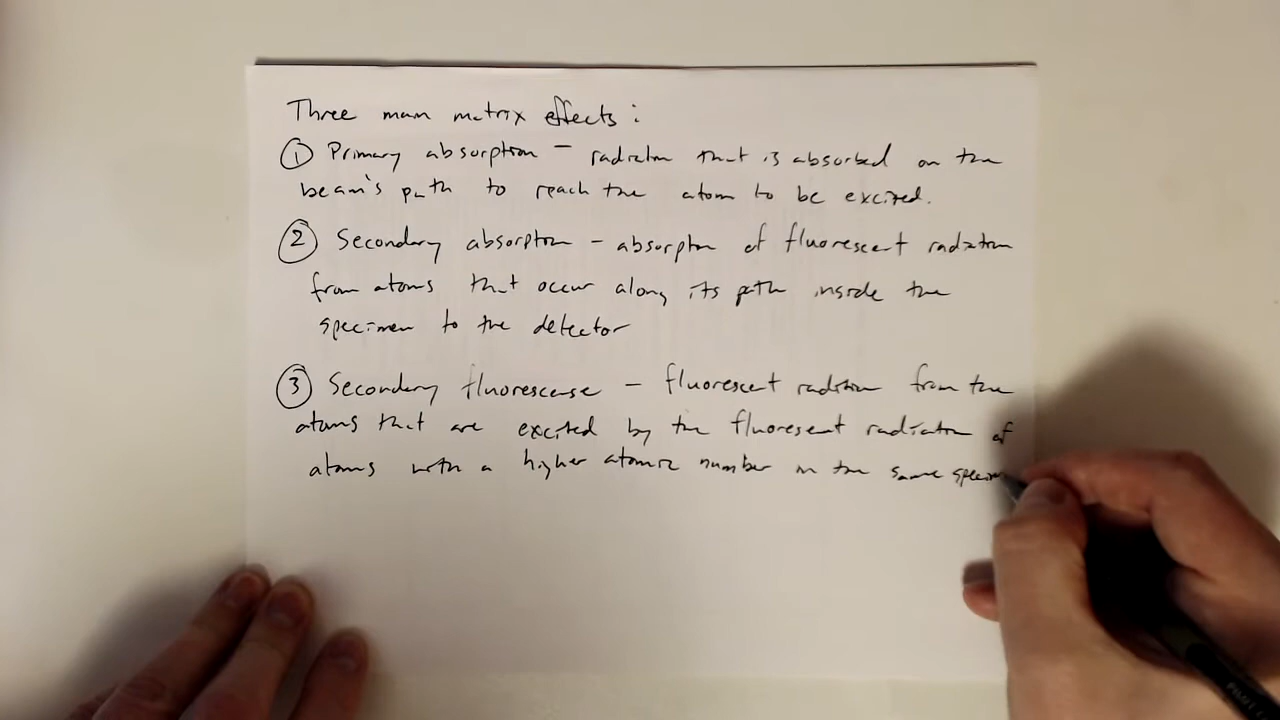 Three main matrix effects:
① Primary absorption – radiation that is absorbed on the
beam's path to reach the atom to be excited.
② Secondary absorption – absorption of fluorescent radiation
from atoms that occur along its path inside the
specimen to the detector
③ Secondary fluorescense – fluorescent radiation from the
atoms that are excited by the fluoresent radiation of
atoms with a higher atomic number in the same specim